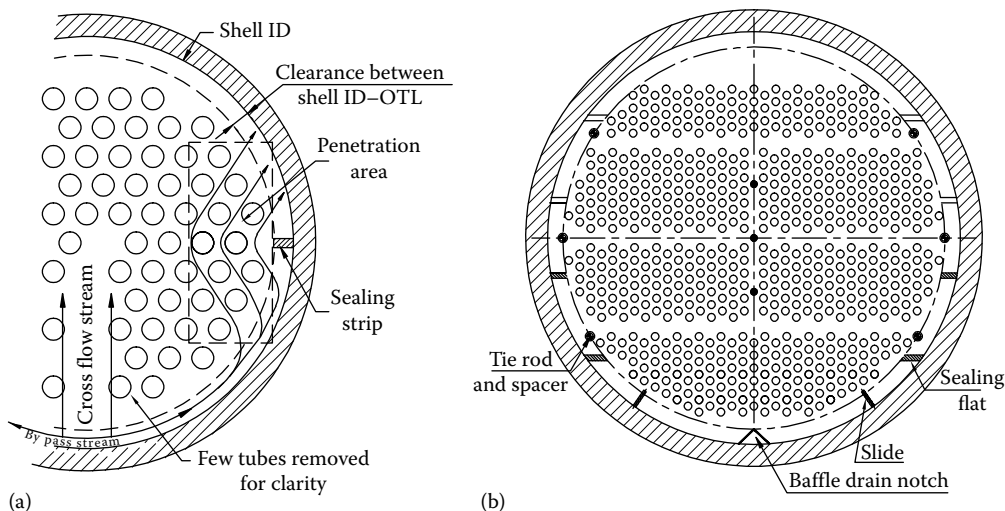 Shell ID
Clearance between
shell ID–OTL
Penetration
area
Sealing
strip
Cross flow stream
By pass stream
Few tubes removed
for clarity
(a)
Tie rod
and spacer
Sealing
flat
Slide
Baffle drain notch
(b)